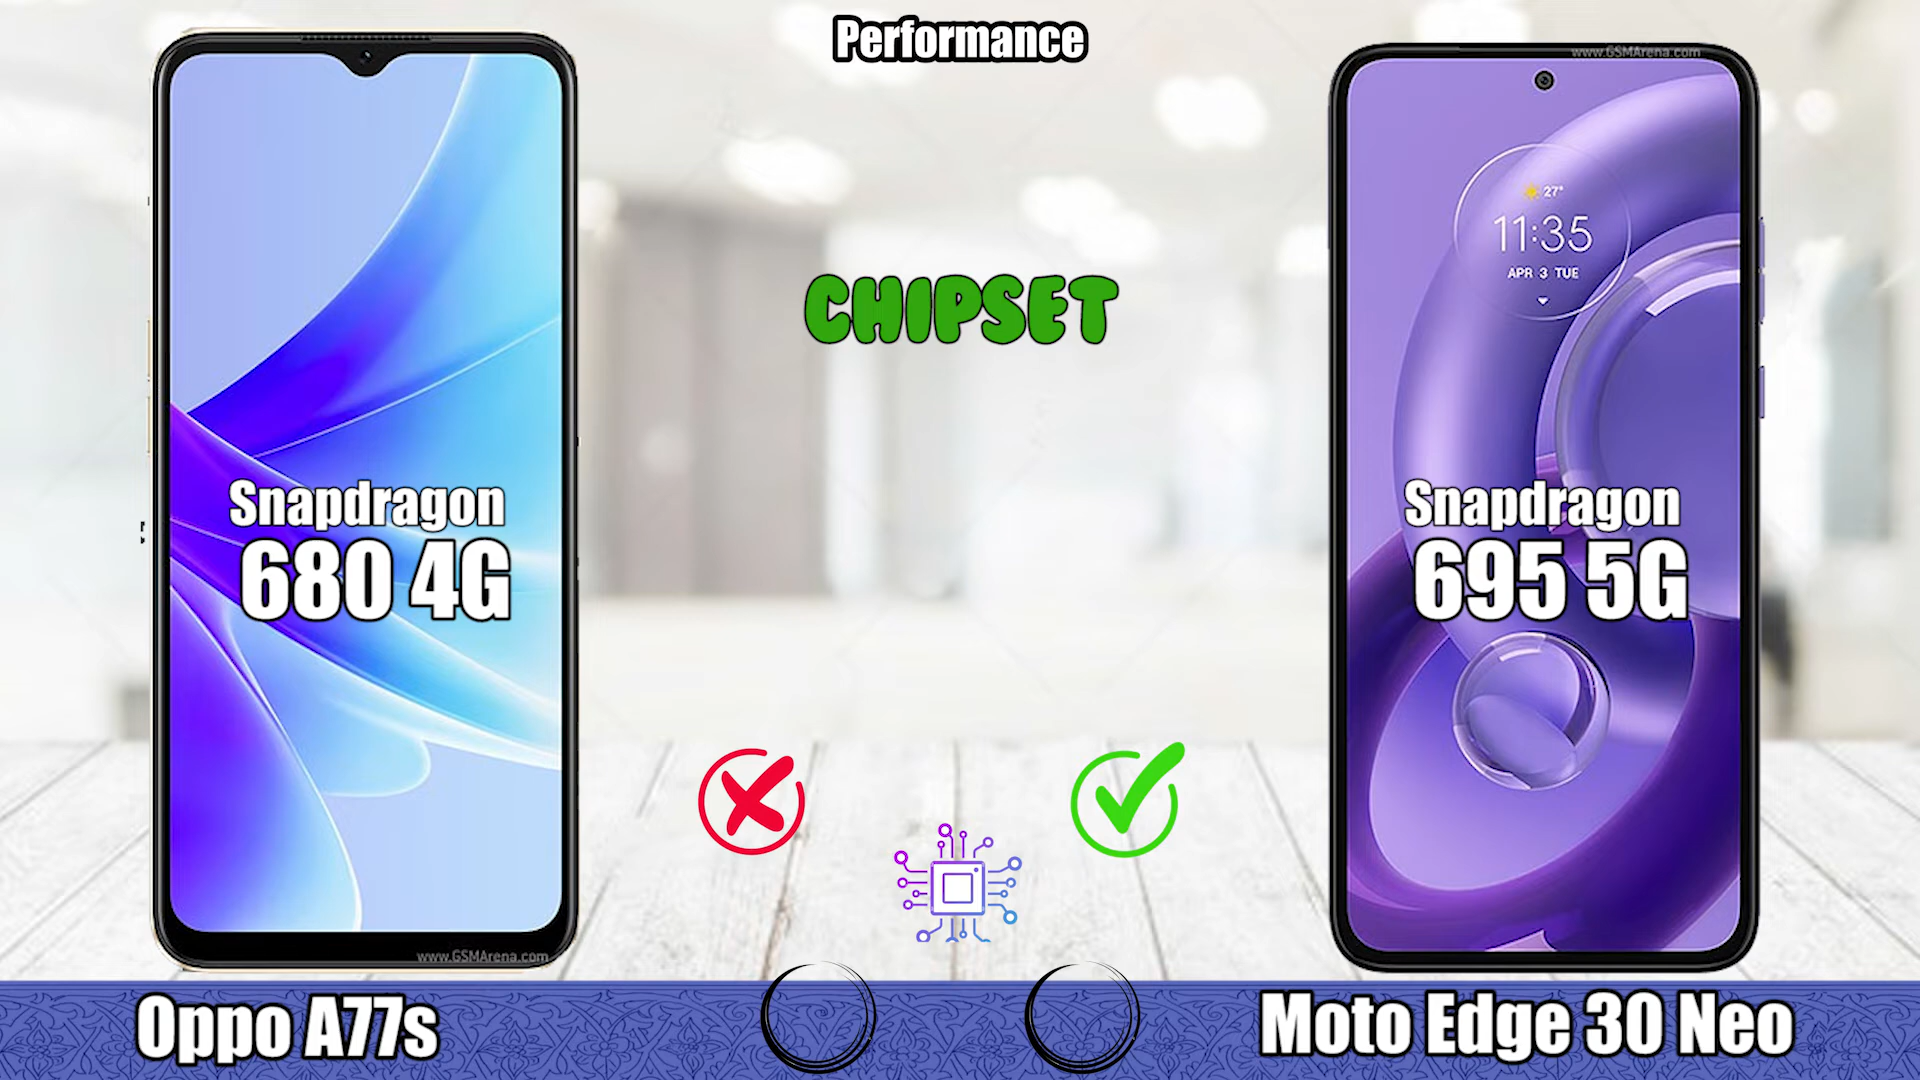 Performance
www.GSMArena.com
27°
11:35
APR 3 TUE
CHIPSET
Snapdragon
680 4G
Snapdragon
695 5G
www.GSMArena.com
Oppo A77s
Moto Edge 30 Neo